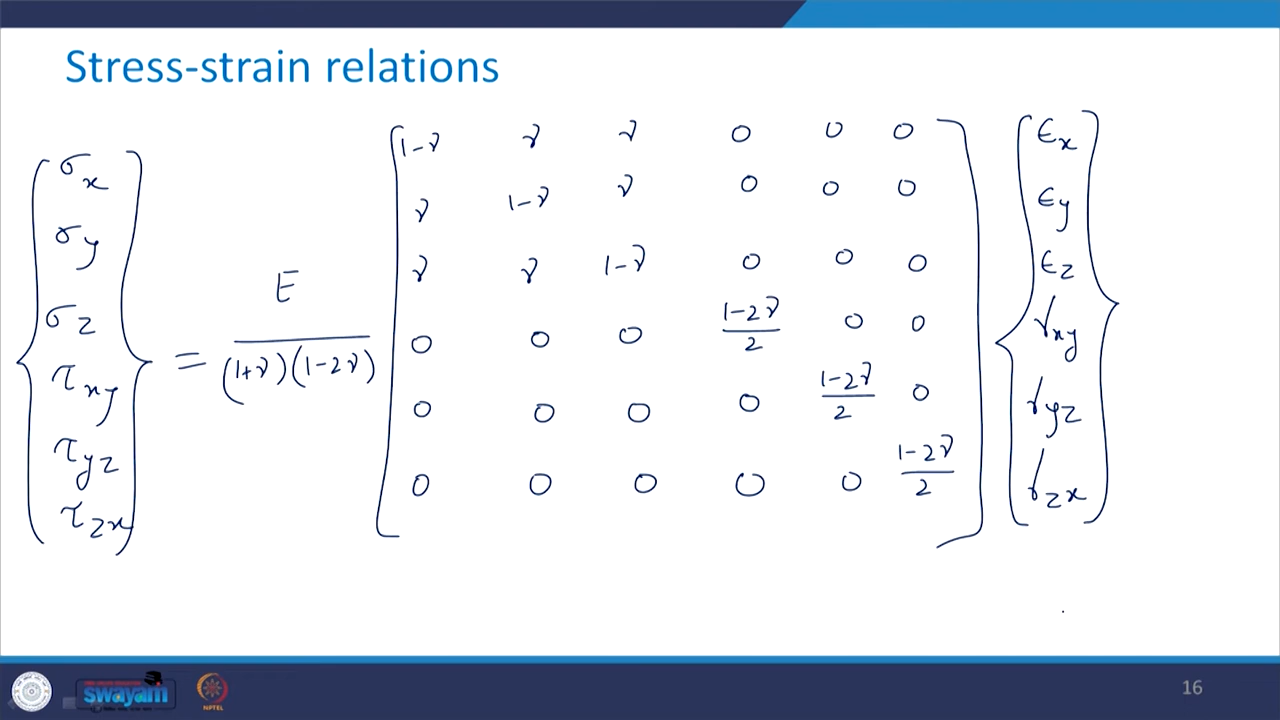 Stress-strain relations
{σx σy σz τxy τyz τzx} = E / (1+ν)(1-2ν) [
1-ν ν ν 0 0 0
ν 1-ν ν 0 0 0
ν ν 1-ν 0 0 0
0 0 0 (1-2ν)/2 0 0
0 0 0 0 (1-2ν)/2 0
0 0 0 0 0 (1-2ν)/2
] {ϵx ϵy ϵz γxy γyz γzx}
swayam NPTEL 16